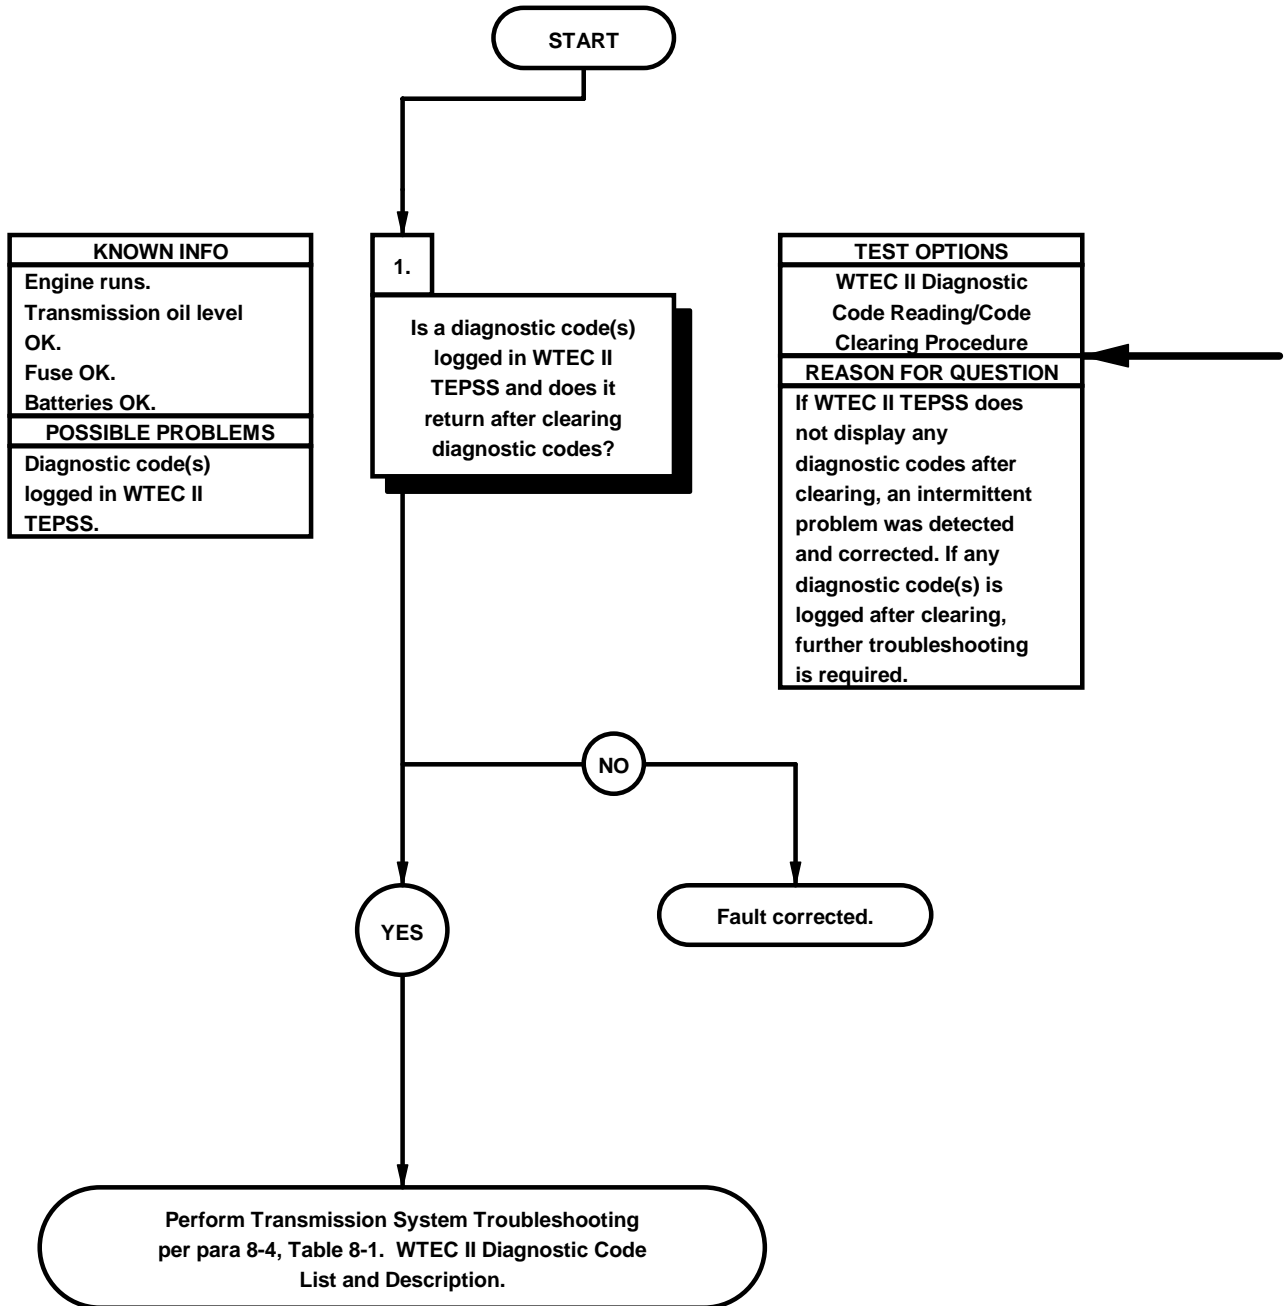 START
KNOWN INFO
Engine runs.
Transmission oil level
OK.
Fuse OK.
Batteries OK.
POSSIBLE PROBLEMS
Diagnostic code(s)
logged in WTEC II
TEPSS.
1.
Is a diagnostic code(s)
logged in WTEC II
TEPSS and does it
return after clearing
diagnostic codes?
TEST OPTIONS
WTEC II Diagnostic
Code Reading/Code
Clearing Procedure
REASON FOR QUESTION
If WTEC II TEPSS does
not display any
diagnostic codes after
clearing, an intermittent
problem was detected
and corrected. If any
diagnostic code(s) is
logged after clearing,
further troubleshooting
is required.
NO
Fault corrected.
YES
Perform Transmission System Troubleshooting
per para 8-4, Table 8-1.  WTEC II Diagnostic Code
List and Description.